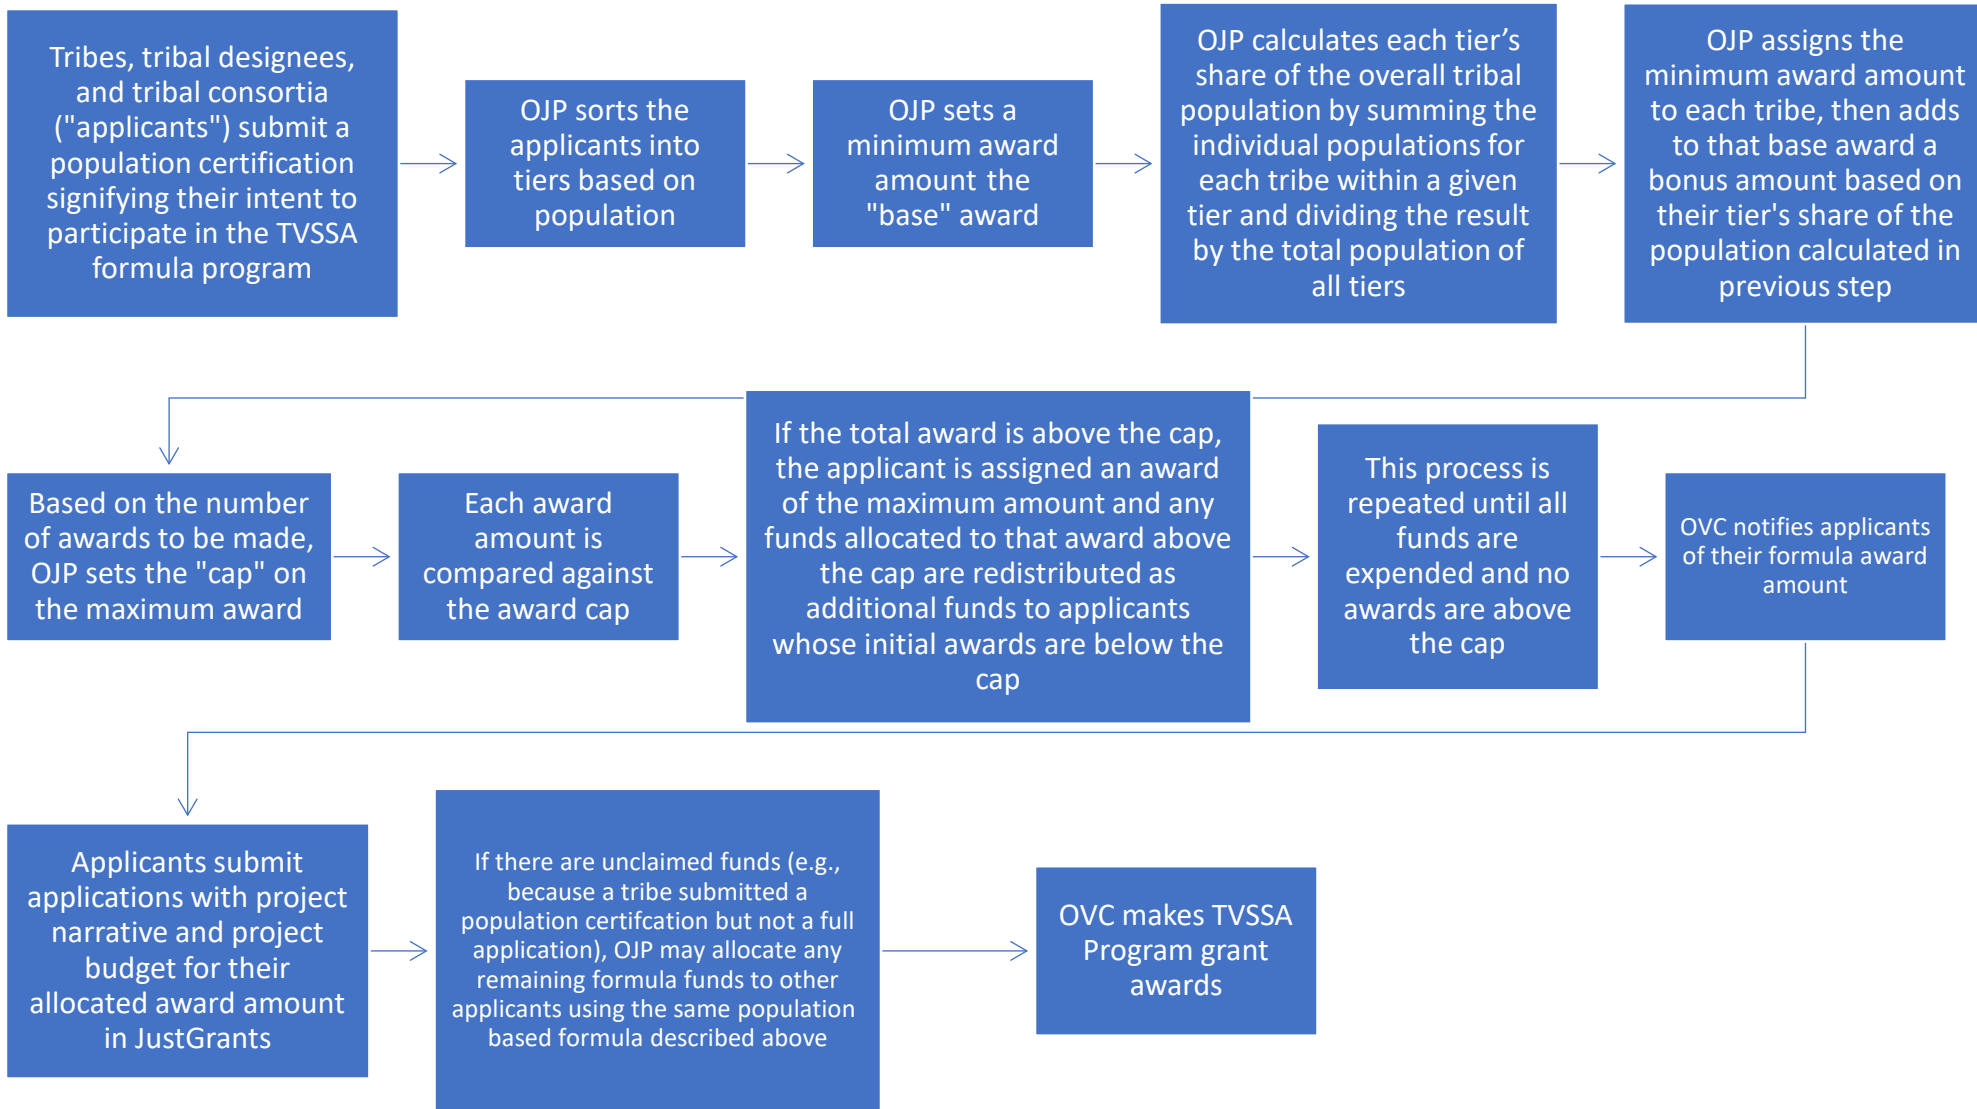 Tribes, tribal designees,
and tribal consortia
("applicants") submit a
population certification
signifying their intent to
participate in the TVSSA
formula program
OJP sorts the
applicants into
tiers based on
population
OJP sets a
minimum award
amount the
"base" award
OJP calculates each tier’s
share of the overall tribal
population by summing the
individual populations for
each tribe within a given
tier and dividing the result
by the total population of
all tiers
OJP assigns the
minimum award amount
to each tribe, then adds
to that base award a
bonus amount based on
their tier's share of the
population calculated in
previous step
Based on the number
of awards to be made,
OJP sets the "cap" on
the maximum award
Each award
amount is
compared against
the award cap
If the total award is above the cap,
the applicant is assigned an award
of the maximum amount and any
funds allocated to that award above
the cap are redistributed as
additional funds to applicants
whose initial awards are below the
cap
This process is
repeated until all
funds are
expended and no
awards are above
the cap
OVC notifies applicants
of their formula award
amount
Applicants submit
applications with project
narrative and project
budget for their
allocated award amount
in JustGrants
If there are unclaimed funds (e.g.,
because a tribe submitted a
population certifcation but not a full
application), OJP may allocate any
remaining formula funds to other
applicants using the same population
based formula described above
OVC makes TVSSA
Program grant
awards